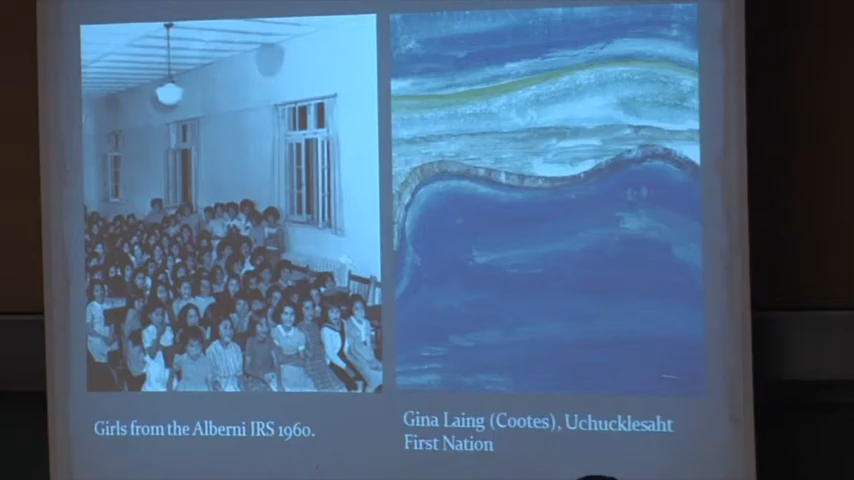 Girls from the Alberni IRS 1960.
Gina Laing (Cootes), Uchucklesaht
First Nation